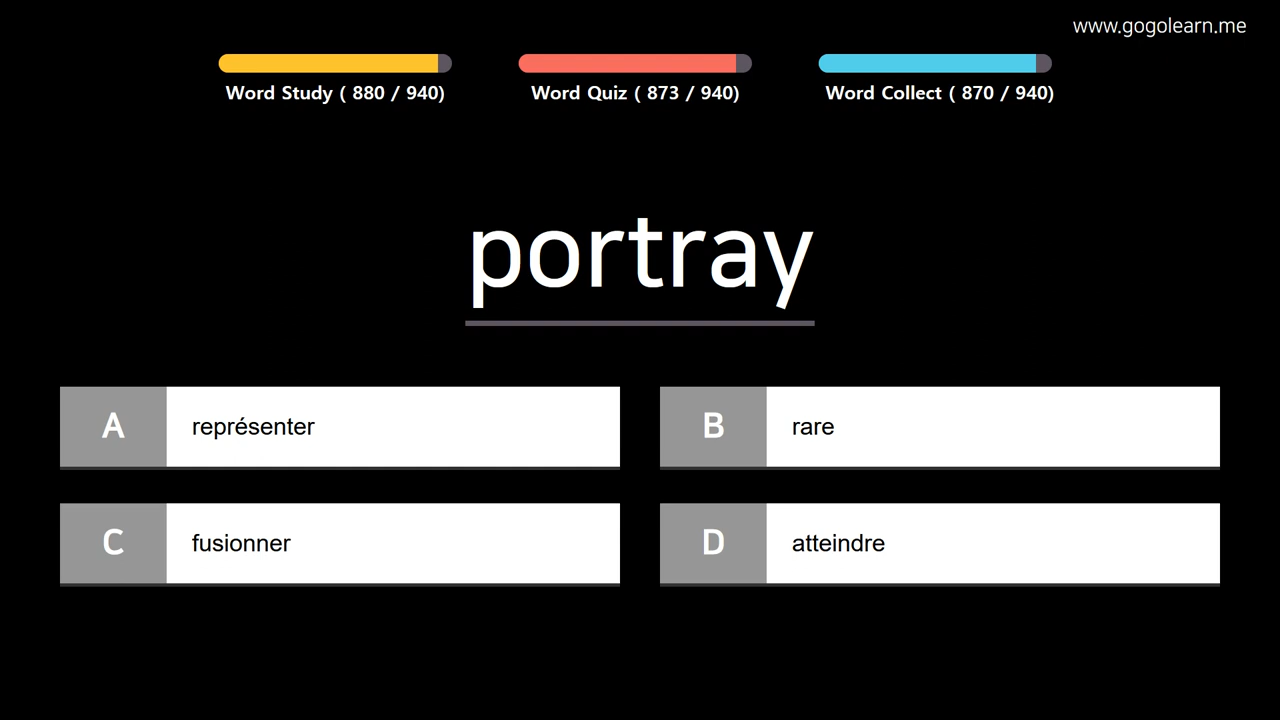 www.gogolearn.me
Word Study ( 880 / 940)
Word Quiz ( 873 / 940)
Word Collect ( 870 / 940)
portray
A représenter
B rare
C fusionner
D atteindre